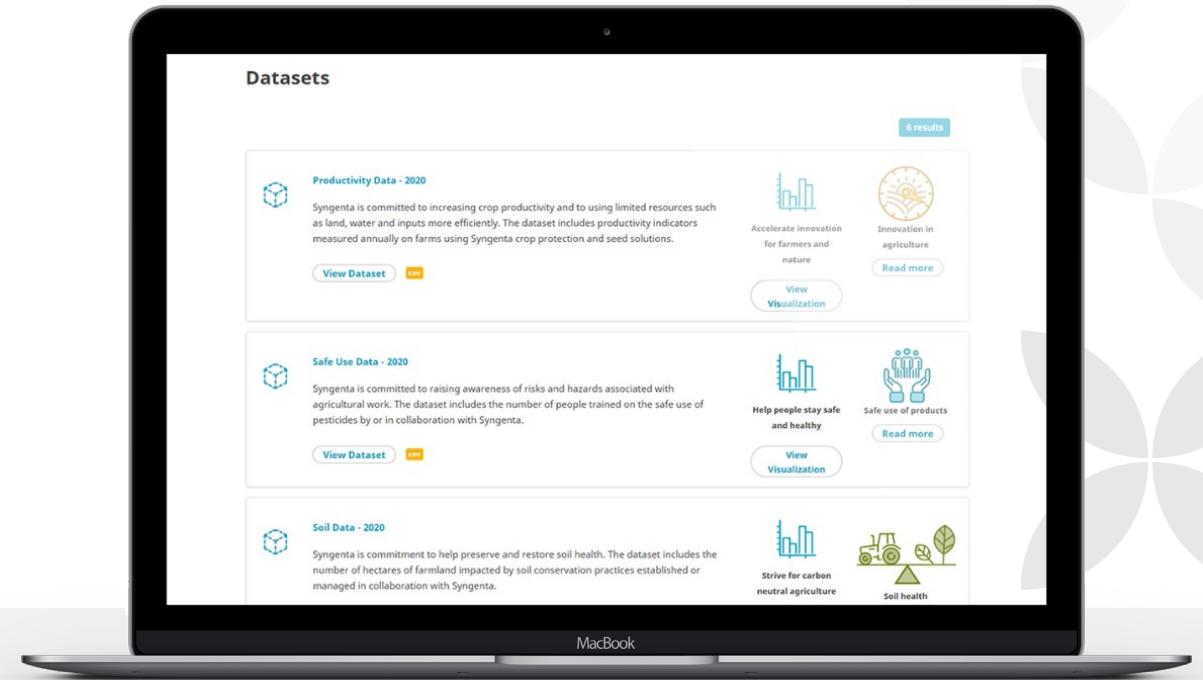 Datasets
6 results
Productivity Data - 2020
Syngenta is committed to increasing crop productivity and to using limited resources such
as land, water and inputs more efficiently. The dataset includes productivity indicators
measured annually on farms using Syngenta crop protection and seed solutions.
View Dataset
CSV
Accelerate innovation
for farmers and
nature
View
Visualization
Innovation in
agriculture
Read more
Safe Use Data - 2020
Syngenta is committed to raising awareness of risks and hazards associated with
agricultural work. The dataset includes the number of people trained on the safe use of
pesticides by or in collaboration with Syngenta.
View Dataset
CSV
Help people stay safe
and healthy
View
Visualization
Safe use of products
Read more
Soil Data - 2020
Syngenta is commitment to help preserve and restore soil health. The dataset includes the
number of hectares of farmland impacted by soil conservation practices established or
managed in collaboration with Syngenta.
Strive for carbon
neutral agriculture
Soil health
MacBook